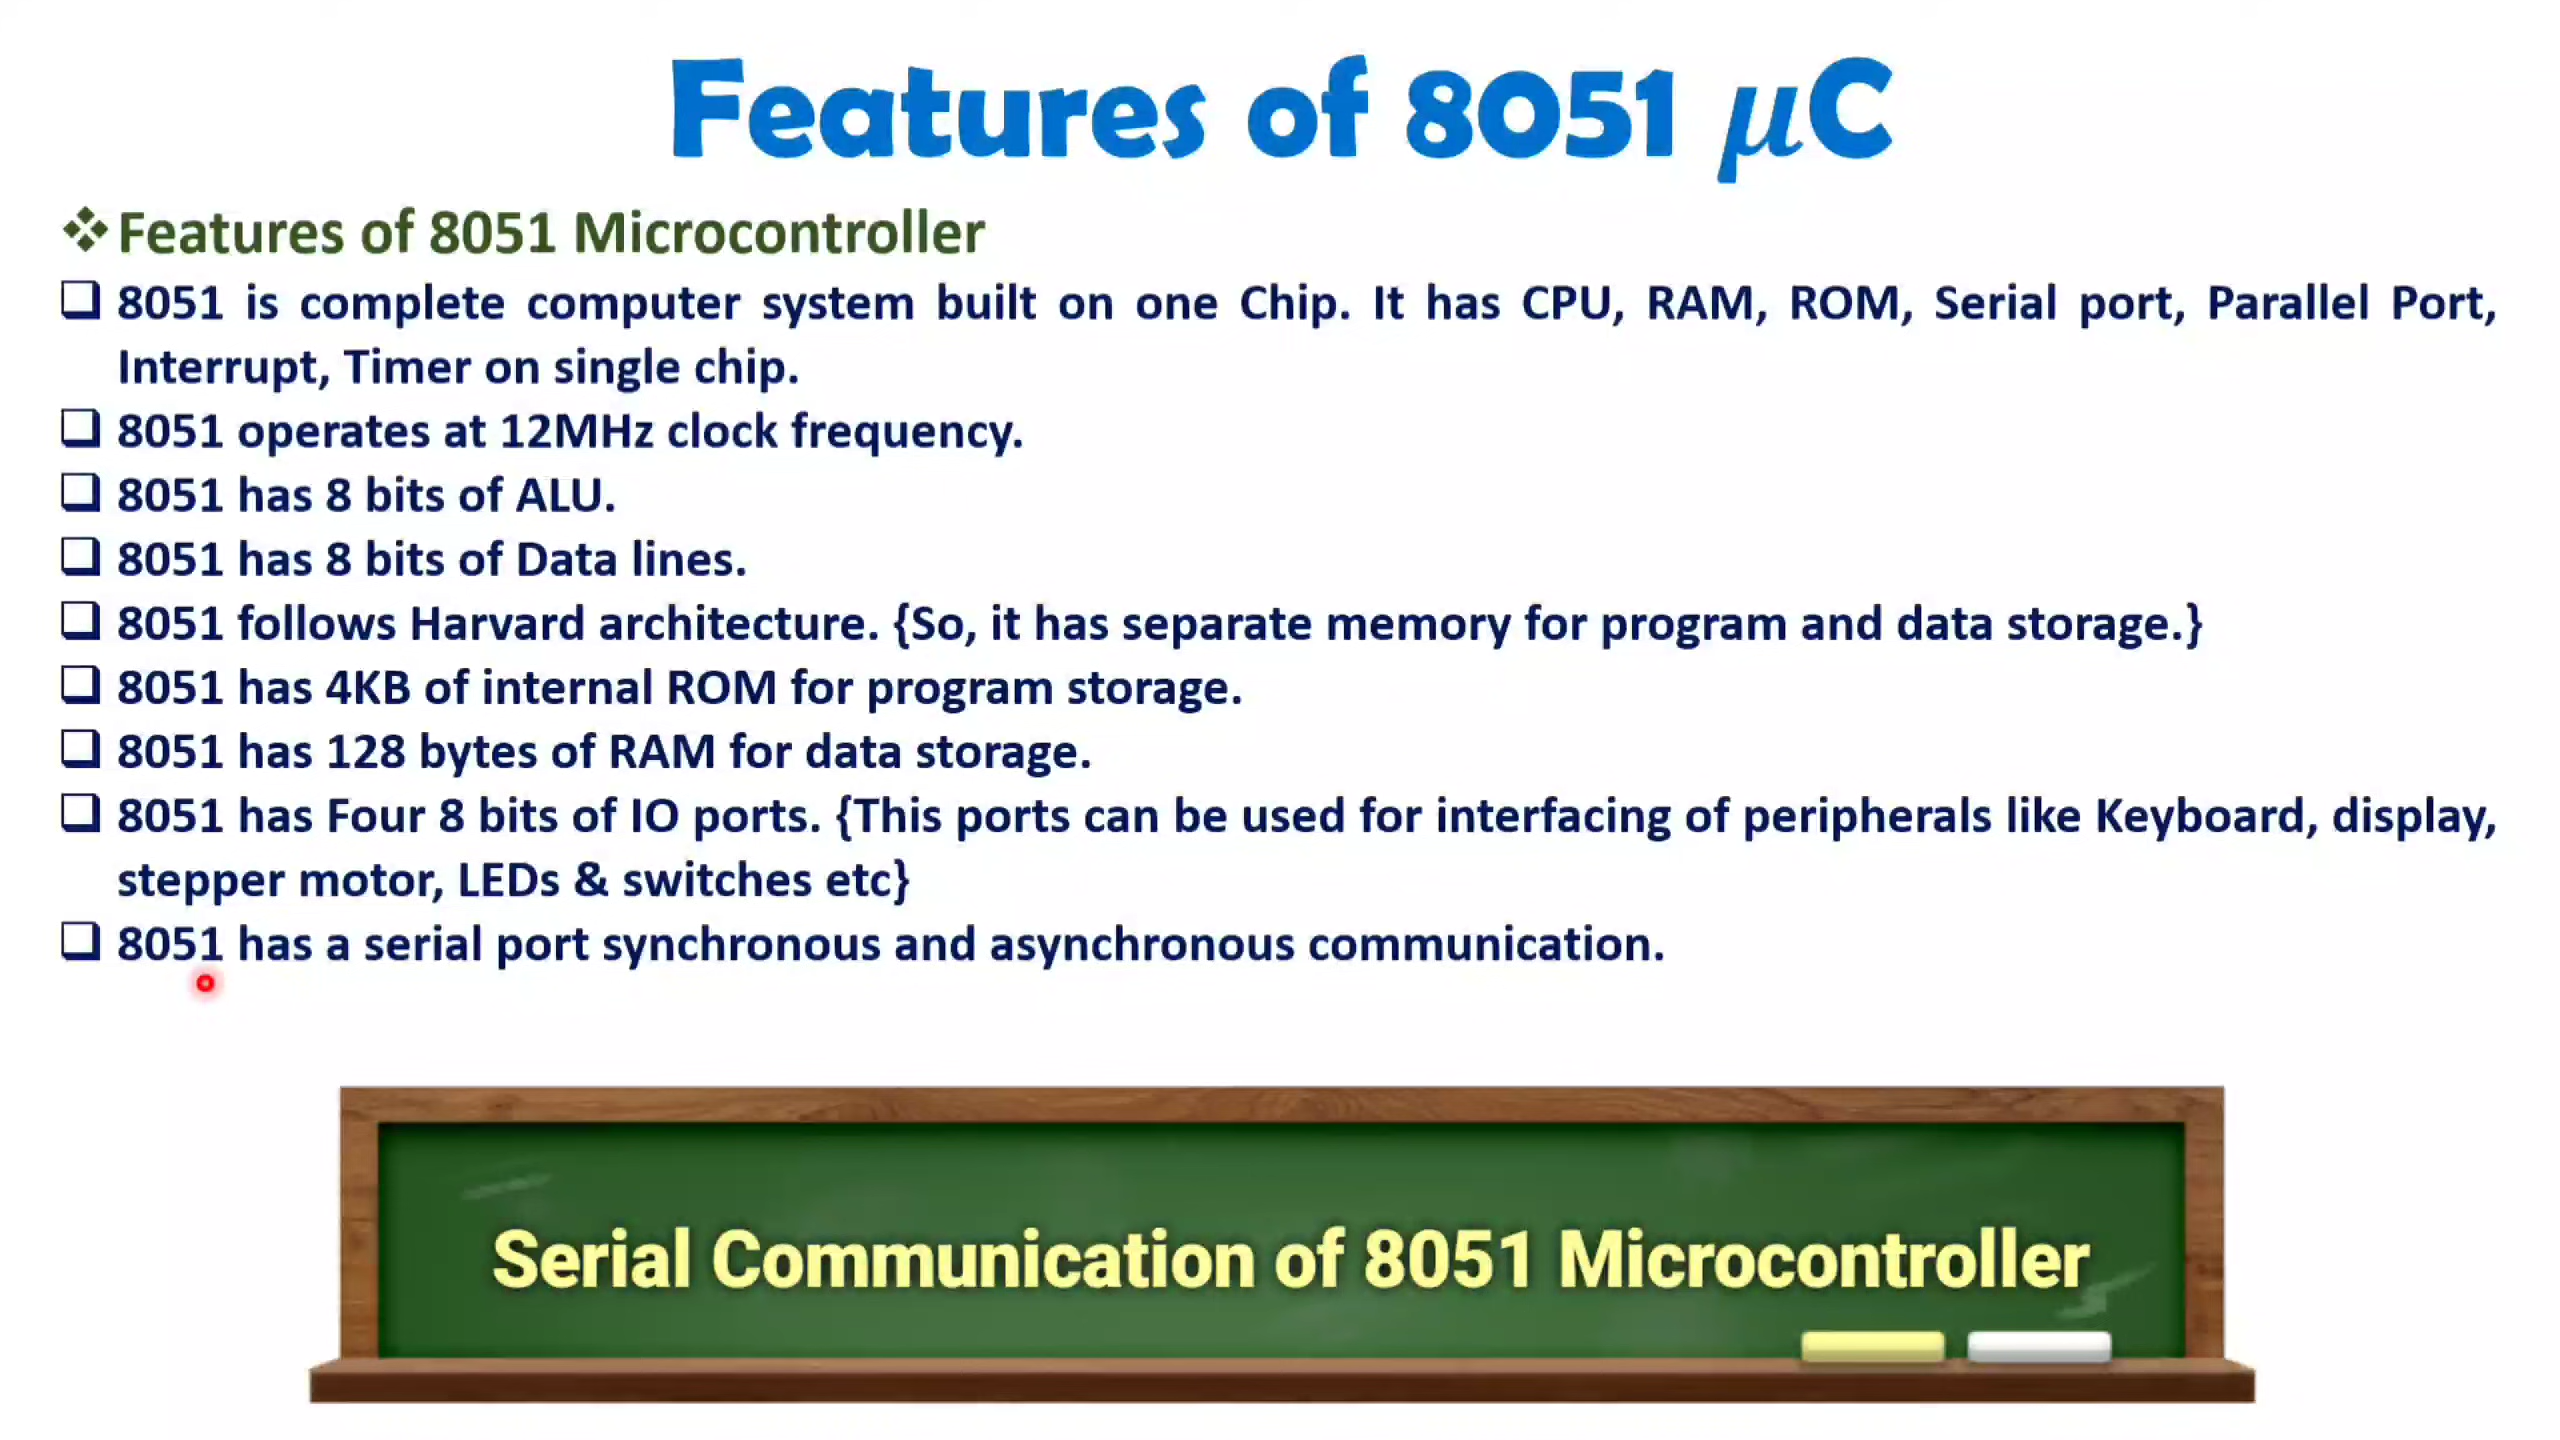 Features of 8051 μC
❖Features of 8051 Microcontroller
❑ 8051 is complete computer system built on one Chip. It has CPU, RAM, ROM, Serial port, Parallel Port,
Interrupt, Timer on single chip.
❑ 8051 operates at 12MHz clock frequency.
❑ 8051 has 8 bits of ALU.
❑ 8051 has 8 bits of Data lines.
❑ 8051 follows Harvard architecture. {So, it has separate memory for program and data storage.}
❑ 8051 has 4KB of internal ROM for program storage.
❑ 8051 has 128 bytes of RAM for data storage.
❑ 8051 has Four 8 bits of IO ports. {This ports can be used for interfacing of peripherals like Keyboard, display,
stepper motor, LEDs & switches etc}
❑ 8051 has a serial port synchronous and asynchronous communication.
Serial Communication of 8051 Microcontroller